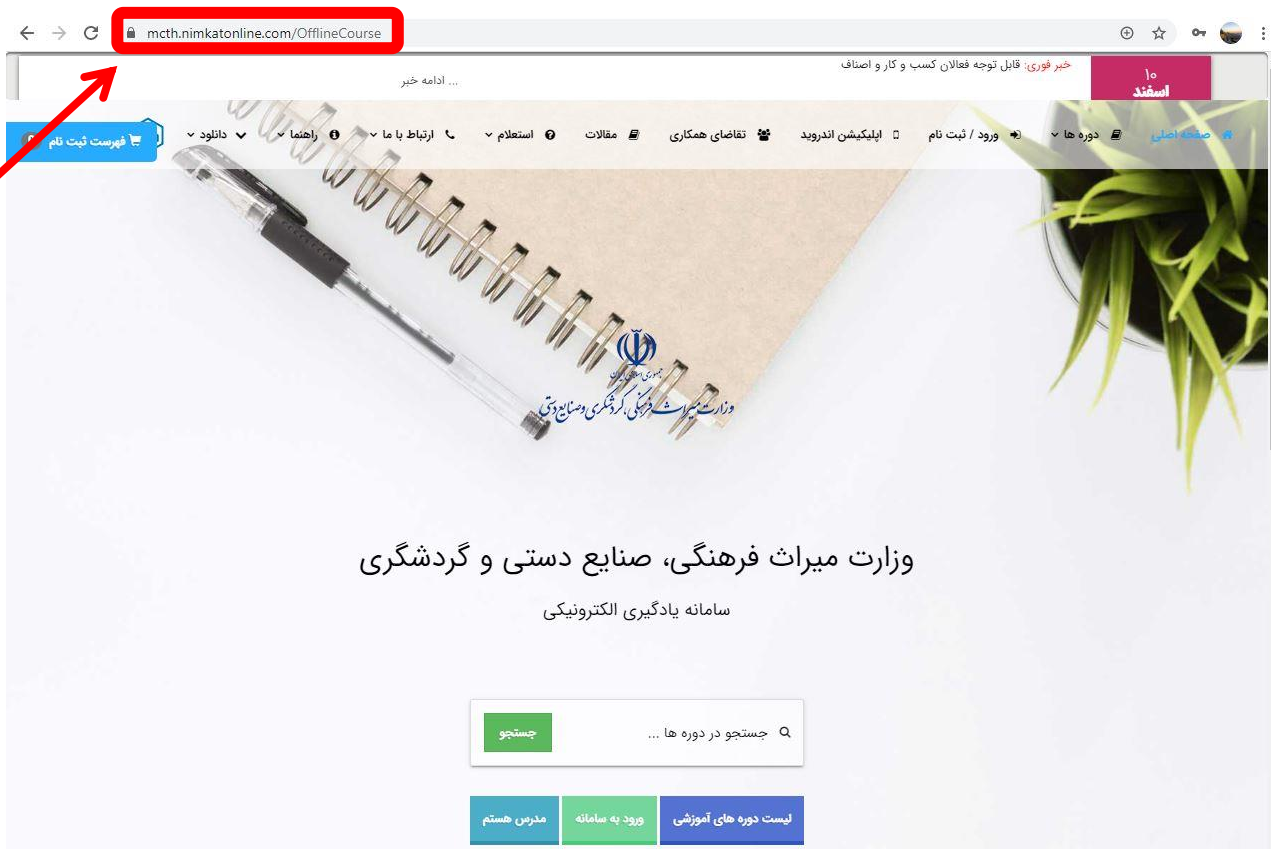 mcth.nimkatonline.com/OfflineCourse
۱۰
اسفند
خبر فوری: قابل توجه فعالان کسب و کار و اصناف
... ادامه خبر
صفحه اصلی
دوره ها
ورود / ثبت نام
اپلیکیشن اندروید
تقاضای همکاری
مقالات
استعلام
ارتباط با ما
راهنما
دانلود
فهرست ثبت نام
جمهوری اسلامی ایران
وزارت میراث فرهنگی، گردشگری و صنایع دستی
وزارت میراث فرهنگی، صنایع دستی و گردشگری
سامانه یادگیری الکترونیکی
جستجو در دوره ها ...
جستجو
لیست دوره های آموزشی
ورود به سامانه
مدرس هستم